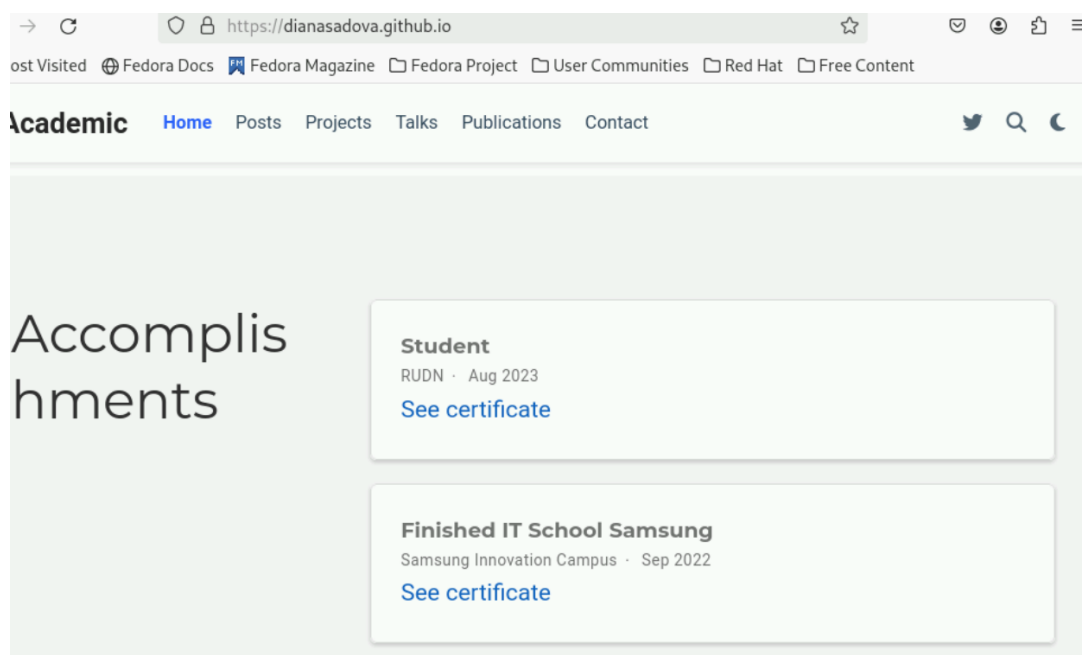 https://dianasadova.github.io
ost Visited Fedora Docs FM Fedora Magazine Fedora Project User Communities Red Hat Free Content
Academic Home Posts Projects Talks Publications Contact
Accomplis
hments
Student
RUDN · Aug 2023
See certificate
Finished IT School Samsung
Samsung Innovation Campus · Sep 2022
See certificate